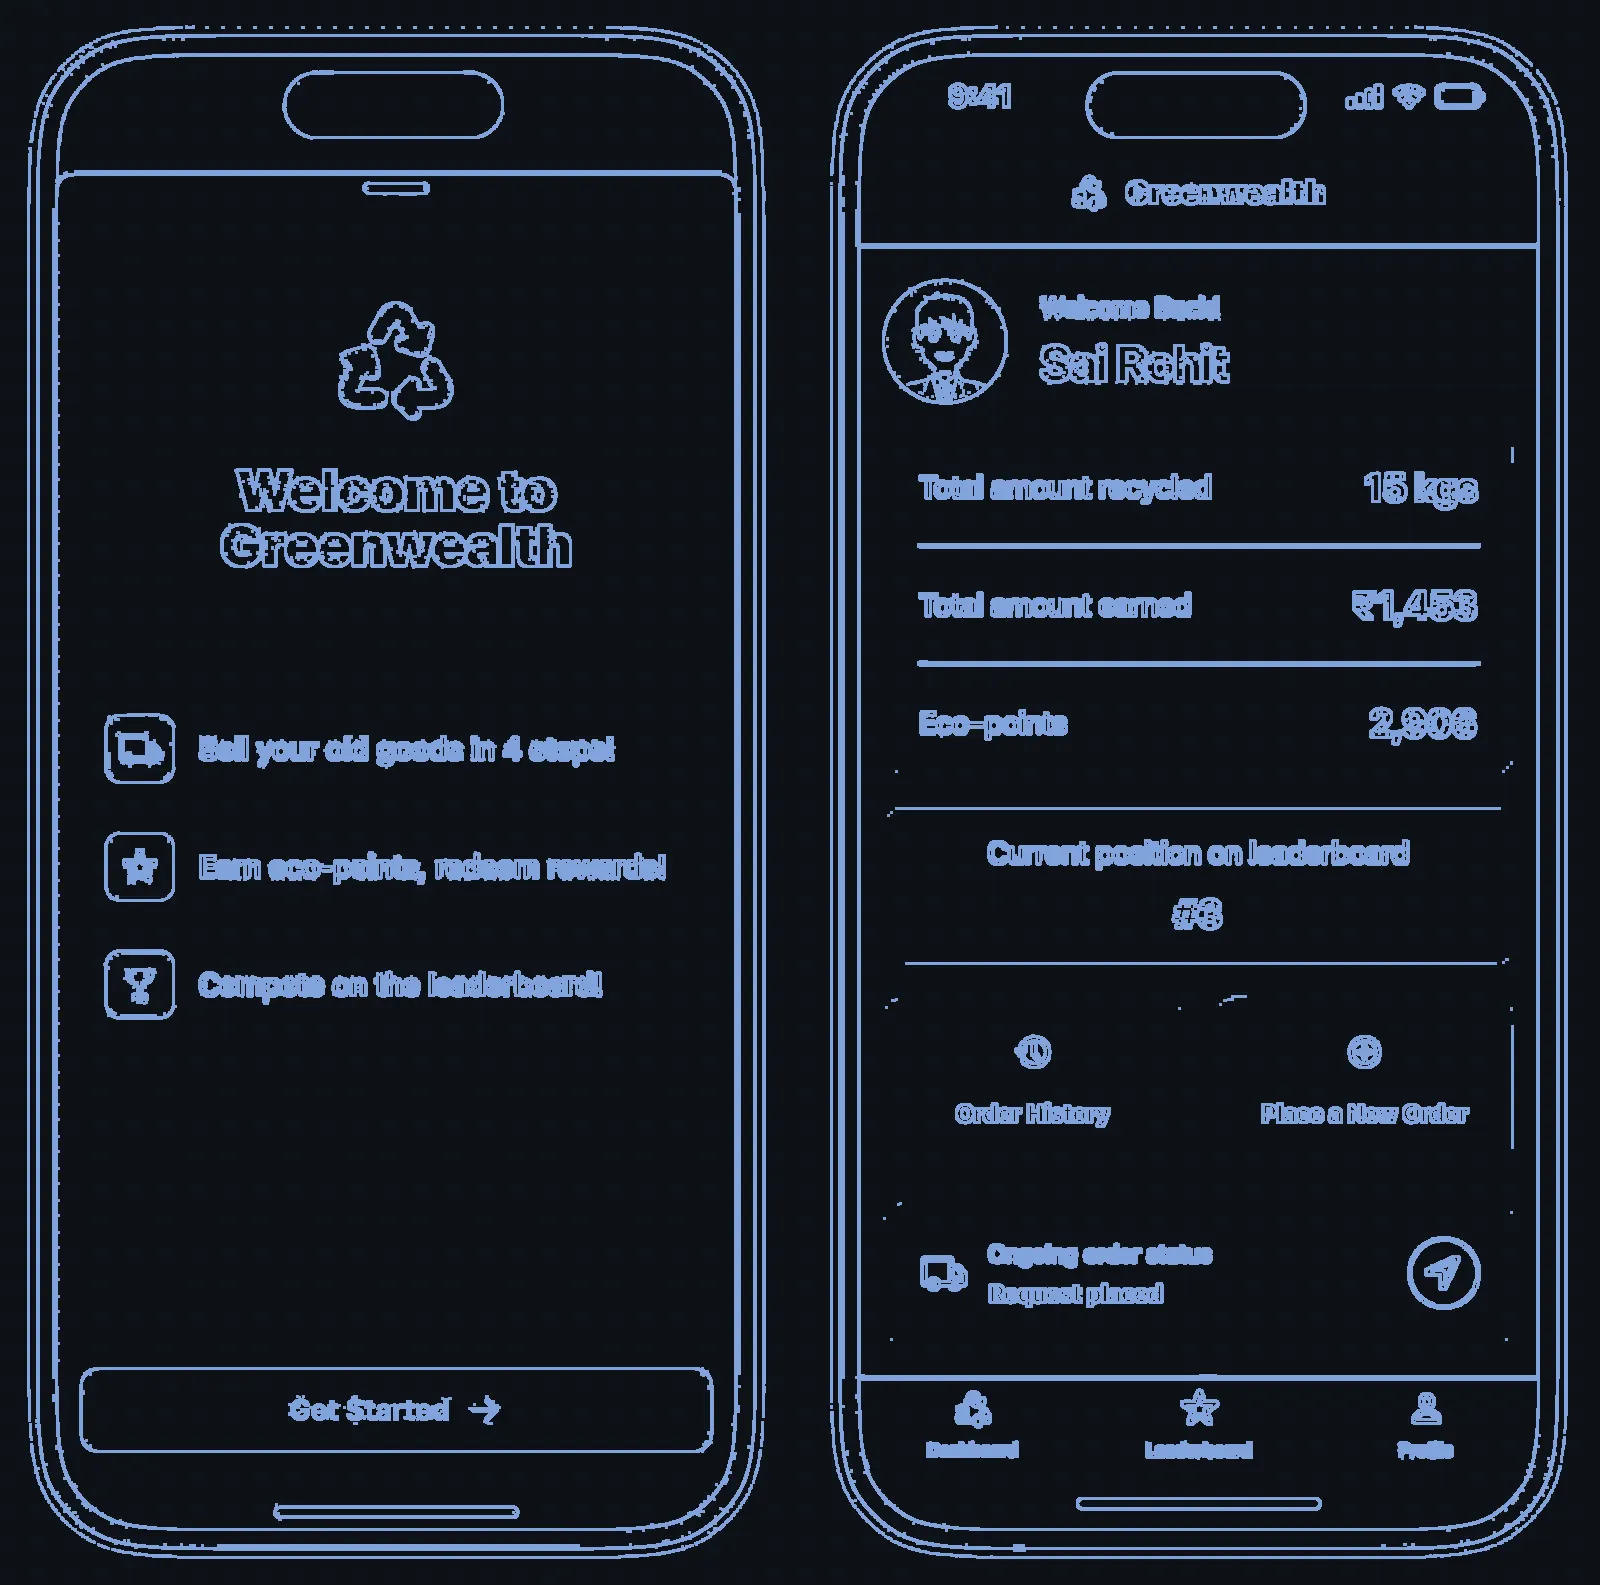 Welcome to
Greenwealth
Sell your old goods in 4 steps!
Earn eco-points, redeem rewards!
Compete on the leaderboard!
Get Started
9:41
Greenwealth
Welcome Back!
Sai Rohit
Total amount recycled
15 kgs
Total amount earned
₹1,453
Eco-points
2,906
Current position on leaderboard
Order History
Place a New Order
Ongoing order status
Request placed
Dashboard
Leaderboard
Profile